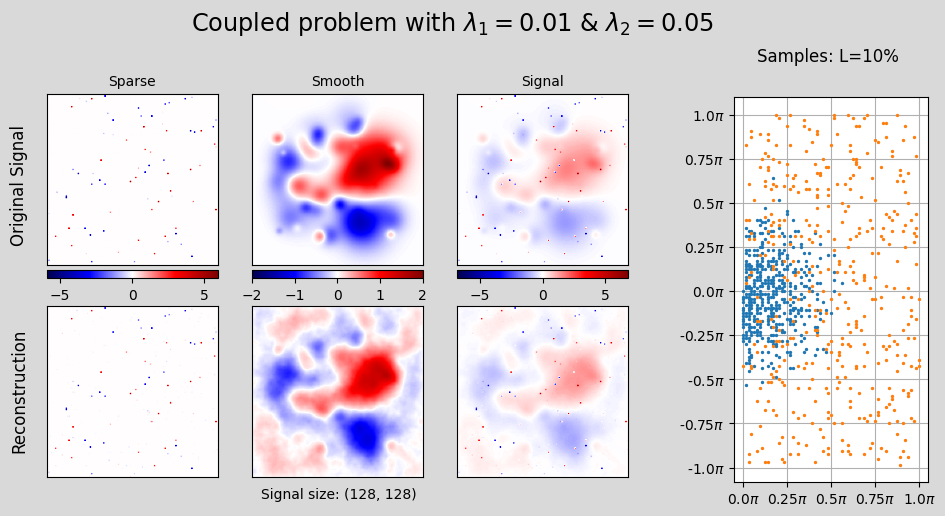 Coupled problem with λ₁ = 0.01 & λ₂ = 0.05
Samples: L=10%
Sparse
Smooth
Signal
Original Signal
−5 0 5
−2 −1 0 1 2
−5 0 5
Reconstruction
Signal size: (128, 128)
1.0π
0.75π
0.5π
0.25π
0.0π
-0.25π
-0.5π
-0.75π
-1.0π
0.0π 0.25π 0.5π 0.75π 1.0π